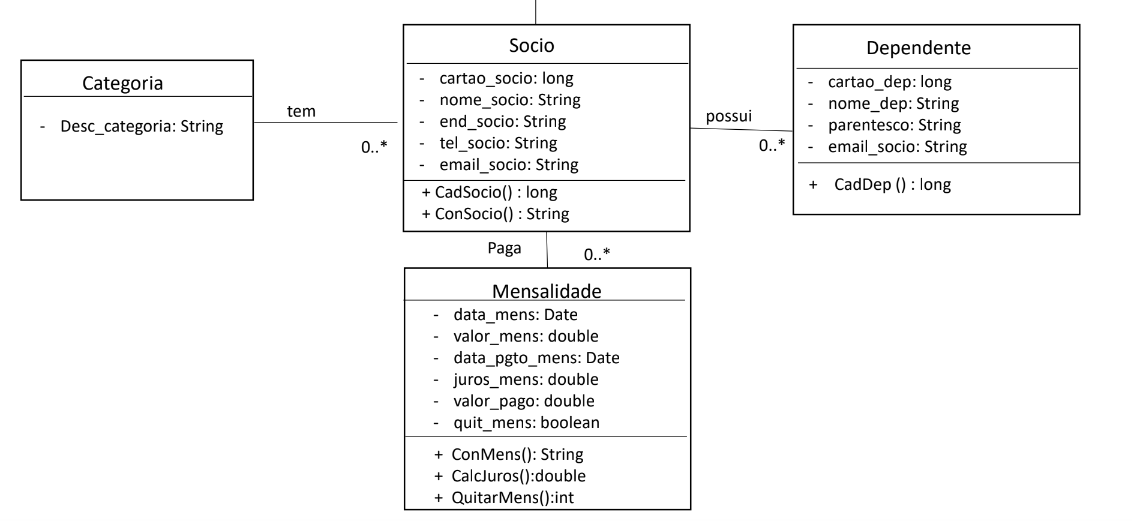 Categoria
- Desc_categoria: String
tem
0..*
Socio
- cartao_socio: long
- nome_socio: String
- end_socio: String
- tel_socio: String
- email_socio: String
+ CadSocio() : long
+ ConSocio() : String
possui
0..*
Dependente
- cartao_dep: long
- nome_dep: String
- parentesco: String
- email_socio: String
+ CadDep () : long
Paga
0..*
Mensalidade
- data_mens: Date
- valor_mens: double
- data_pgto_mens: Date
- juros_mens: double
- valor_pago: double
- quit_mens: boolean
+ ConMens(): String
+ CalcJuros():double
+ QuitarMens():int